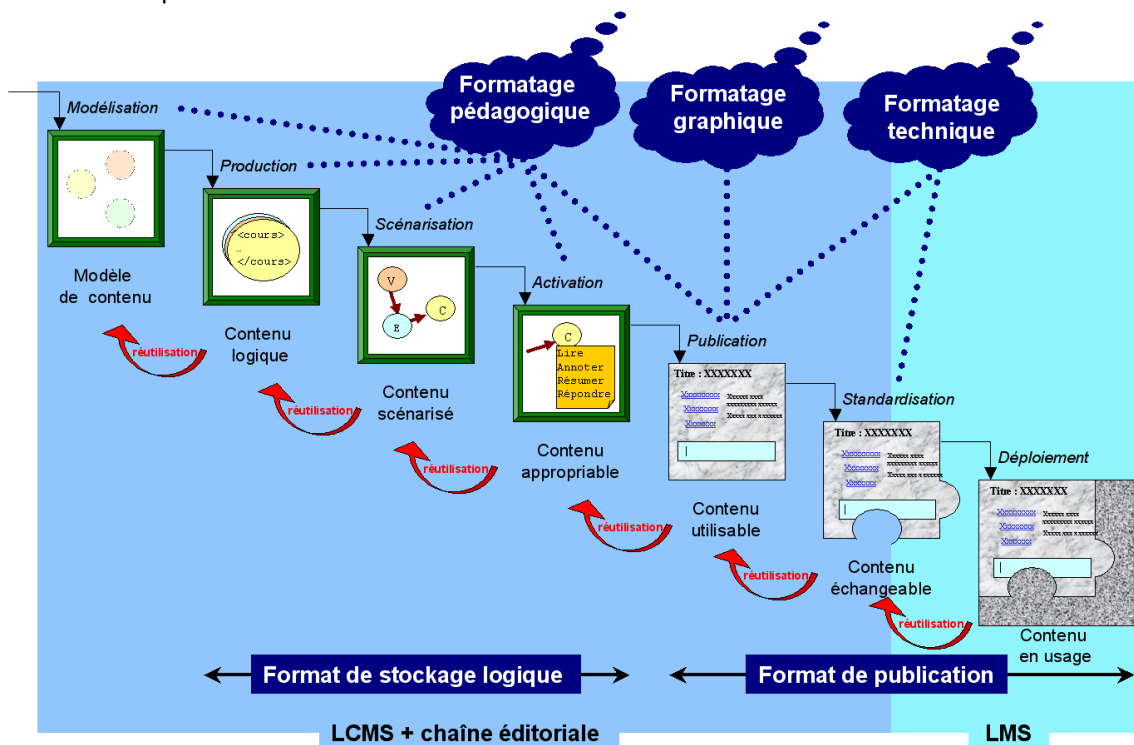 Formatage
pédagogique
Formatage
graphique
Formatage
technique
Modélisation
Modèle
de contenu
réutilisation
Production
<cours>
…
</cours>
Contenu
logique
réutilisation
Scénarisation
V
E
C
Contenu
scénarisé
réutilisation
Activation
C
Lire
Annoter
Résumer
Répondre
Contenu
appropriable
réutilisation
Publication
Titre : XXXXXXX
Contenu
utilisable
réutilisation
Standardisation
Titre : XXXXXXX
Contenu
échangeable
réutilisation
Déploiement
Titre : XXXXXXX
Contenu
en usage
Format de stockage logique
Format de publication
LCMS + chaîne éditoriale
LMS